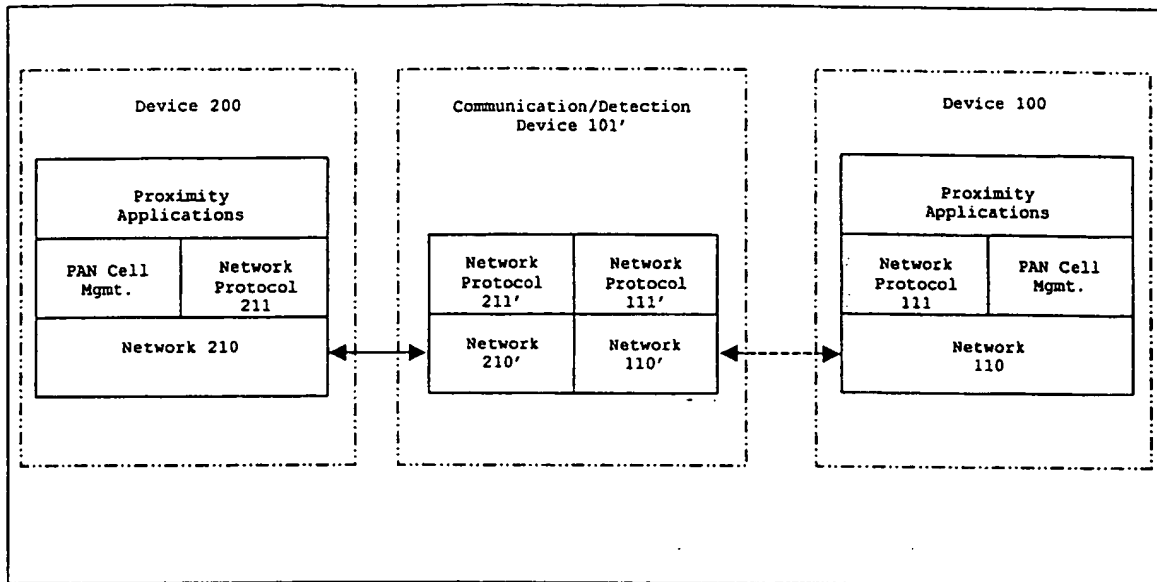 Device 200
Proximity
Applications
PAN Cell
Mgmt.
Network
Protocol
211
Network 210
Communication/Detection
Device 101'
Network
Protocol
211'
Network
Protocol
111'
Network
210'
Network
110'
Device 100
Proximity
Applications
Network
Protocol
111
PAN Cell
Mgmt.
Network
110